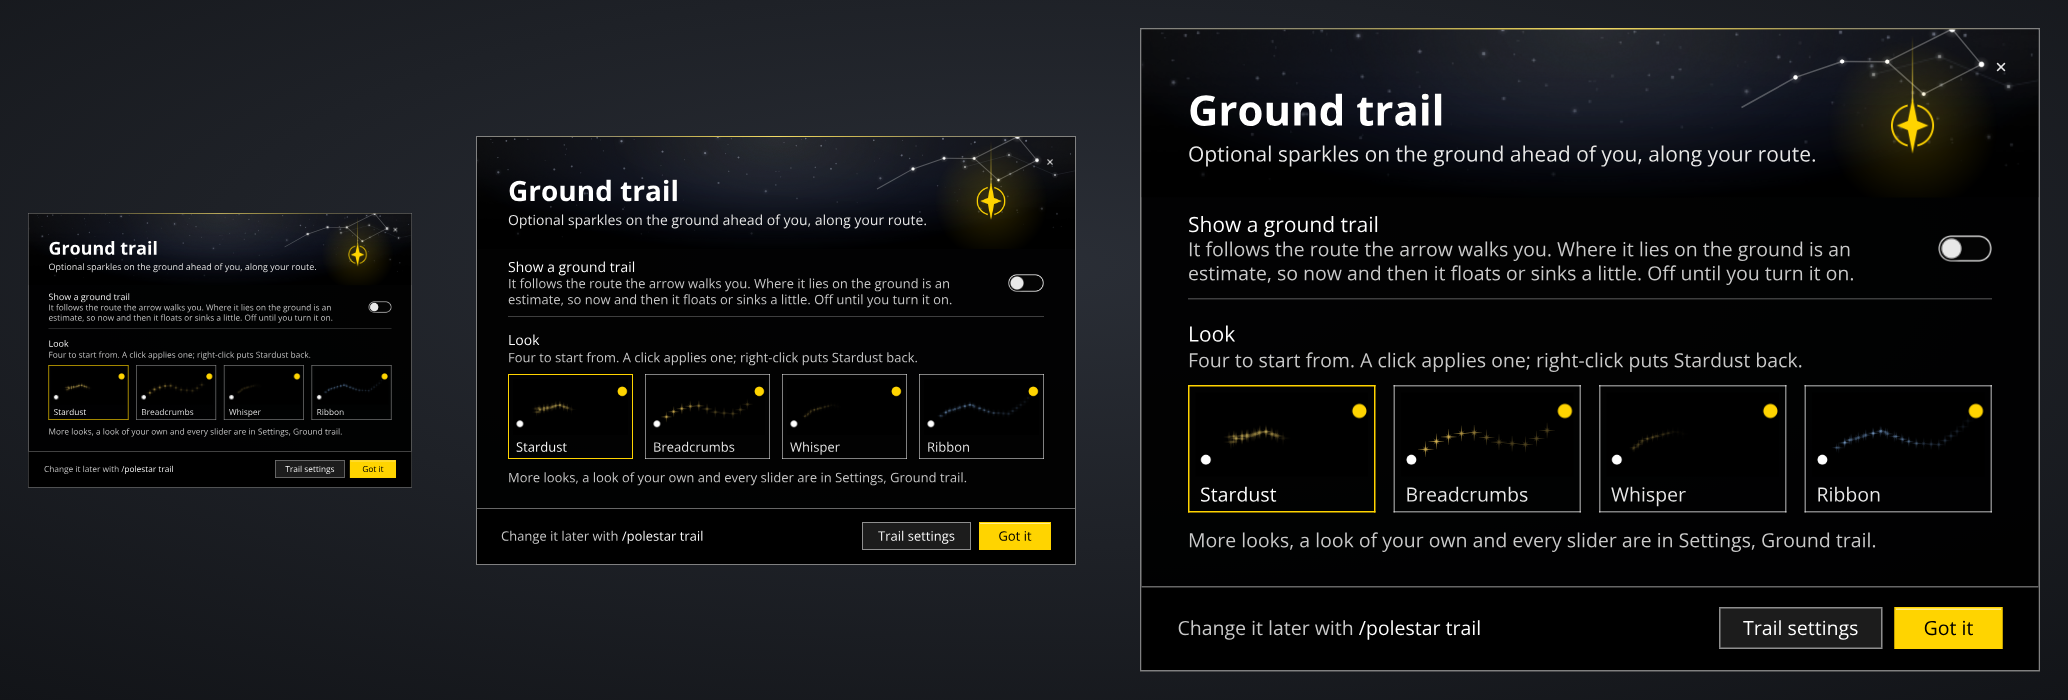 Ground trail
Optional sparkles on the ground ahead of you, along your route.
Show a ground trail
It follows the route the arrow walks you. Where it lies on the ground is an
estimate, so now and then it floats or sinks a little. Off until you turn it on.
Look
Four to start from. A click applies one; right-click puts Stardust back.
Stardust
Breadcrumbs
Whisper
Ribbon
More looks, a look of your own and every slider are in Settings, Ground trail.
Change it later with /polestar trail
Trail settings
Got it
Ground trail
Optional sparkles on the ground ahead of you, along your route.
Show a ground trail
It follows the route the arrow walks you. Where it lies on the ground is an
estimate, so now and then it floats or sinks a little. Off until you turn it on.
Look
Four to start from. A click applies one; right-click puts Stardust back.
Stardust
Breadcrumbs
Whisper
Ribbon
More looks, a look of your own and every slider are in Settings, Ground trail.
Change it later with /polestar trail
Trail settings
Got it
Ground trail
Optional sparkles on the ground ahead of you, along your route.
Show a ground trail
It follows the route the arrow walks you. Where it lies on the ground is an
estimate, so now and then it floats or sinks a little. Off until you turn it on.
Look
Four to start from. A click applies one; right-click puts Stardust back.
Stardust
Breadcrumbs
Whisper
Ribbon
More looks, a look of your own and every slider are in Settings, Ground trail.
Change it later with /polestar trail
Trail settings
Got it